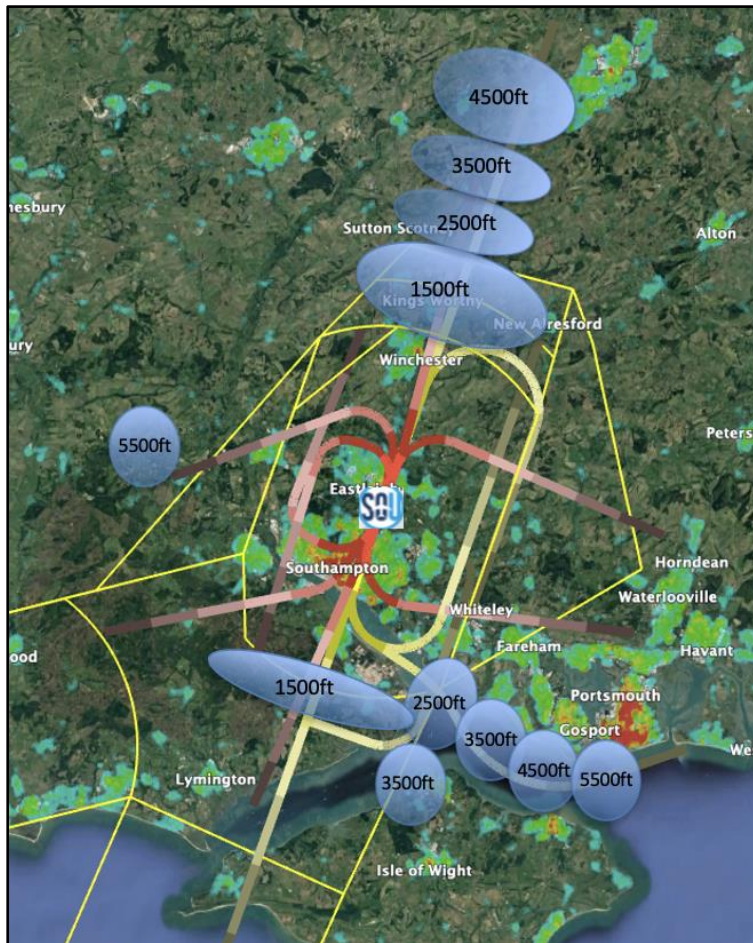 4500ft
3500ft
nesbury
2500ft
Sutton Scotn
Alton
1500ft
Kings Worthy
New Alresford
ury
Winchester
5500ft
Peters
Eastleigh
SOU
Horndean
Southampton
Waterlooville
Whiteley
ood
Fareham
Havant
1500ft
2500ft
Portsmouth
Gosport
3500ft
We
4500ft
5500ft
Lymington
3500ft
Isle of Wight